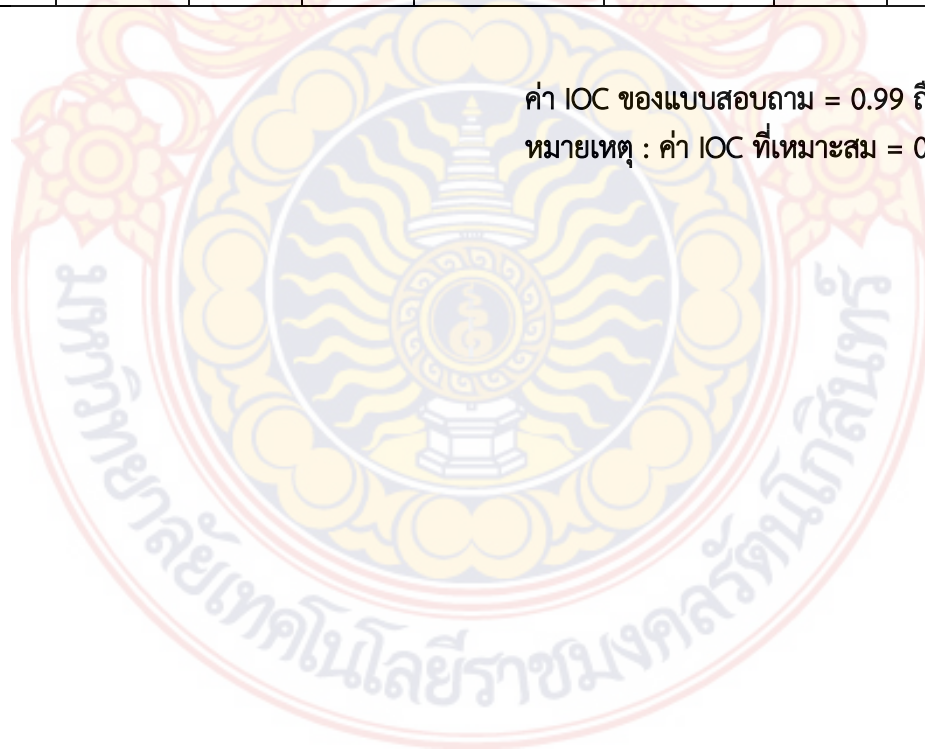 ค่า IOC ของแบบสอบถาม = 0.99
หมายเหตุ : ค่า IOC ที่เหมาะสม = 0
มหาวิทยาลัยเทคโนโลยีราชมงคลรัตนโกสินทร์